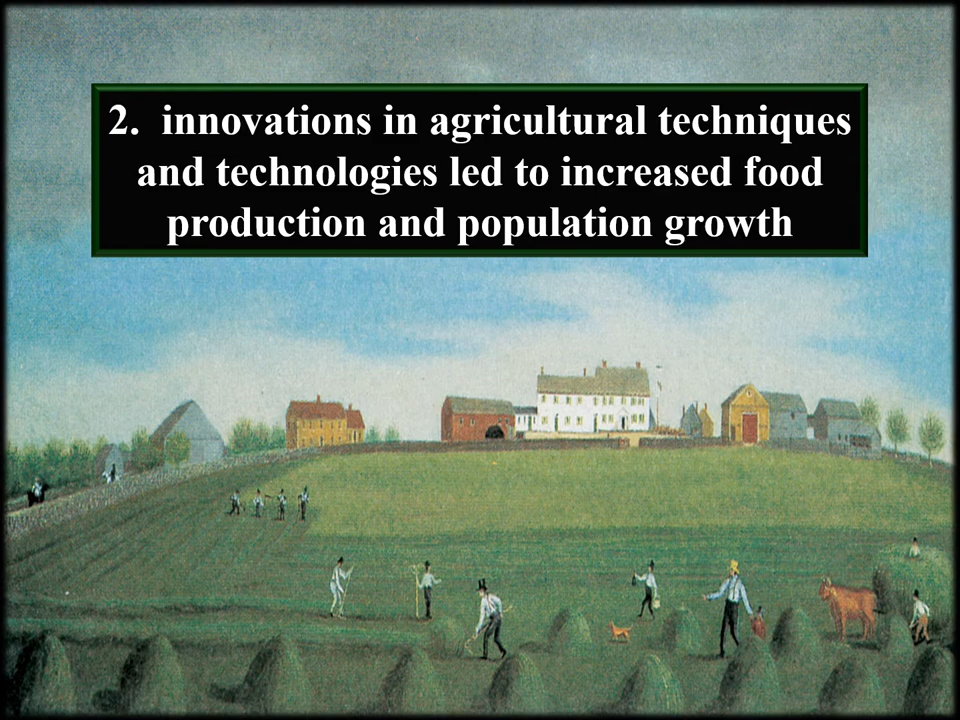 2. innovations in agricultural techniques
and technologies led to increased food
production and population growth